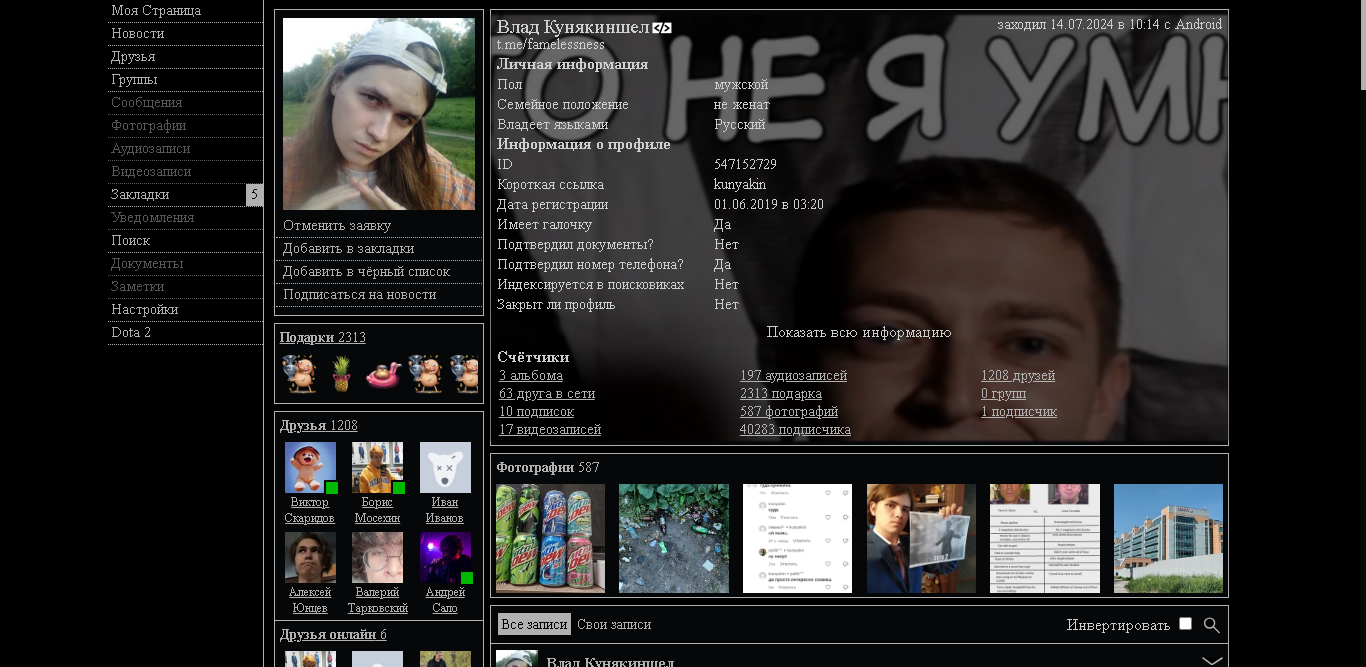 Моя Страница
Новости
Друзья
Группы
Сообщения
Фотографии
Аудиозаписи
Видеозаписи
Закладки 5
Уведомления
Поиск
Документы
Заметки
Настройки
Dota 2
Отменить заявку
Добавить в закладки
Добавить в чёрный список
Подписаться на новости
Подарки 2313
Друзья 1208
Виктор Скаридов
Борис Мосехин
Иван Иванов
Алексей Юнцев
Валерий Тарковский
Андрей Сало
Друзья онлайн 6
Влад Кунякиншел
заходил 14.07.2024 в 10:14 с Android
t.me/famelessness
О НЕ Я УМН
Личная информация
Пол мужской
Семейное положение не женат
Владеет языками Русский
Информация о профиле
ID 547152729
Короткая ссылка kunyakin
Дата регистрации 01.06.2019 в 03:20
Имеет галочку Да
Подтвердил документы? Нет
Подтвердил номер телефона? Да
Индексируется в поисковиках Нет
Закрыт ли профиль Нет
Показать всю информацию
Счётчики
3 альбома 197 аудиозаписей 1208 друзей
63 друга в сети 2313 подарка 0 групп
10 подписок 587 фотографий 1 подписчик
17 видеозаписей 40283 подписчика
Фотографии 587
Все записи Свои записи Инвертировать
Влад Кунякиншел